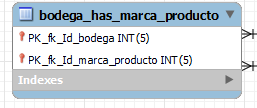 bodega_has_marca_producto
PK_fk_Id_bodega INT(5)
PK_fk_Id_marca_producto INT(5)
Indexes